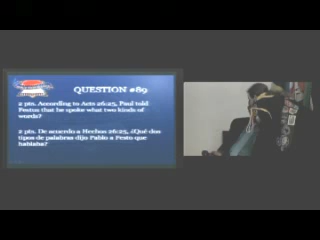 QUESTION #89
2 pts. According to Acts 26:25, Paul told
Festus that he spoke what two kinds of
words?
2 pts. De acuerdo a Hechos 26:25, ¿Qué dos
tipos de palabras dijo Pablo a Festo que
hablaba?